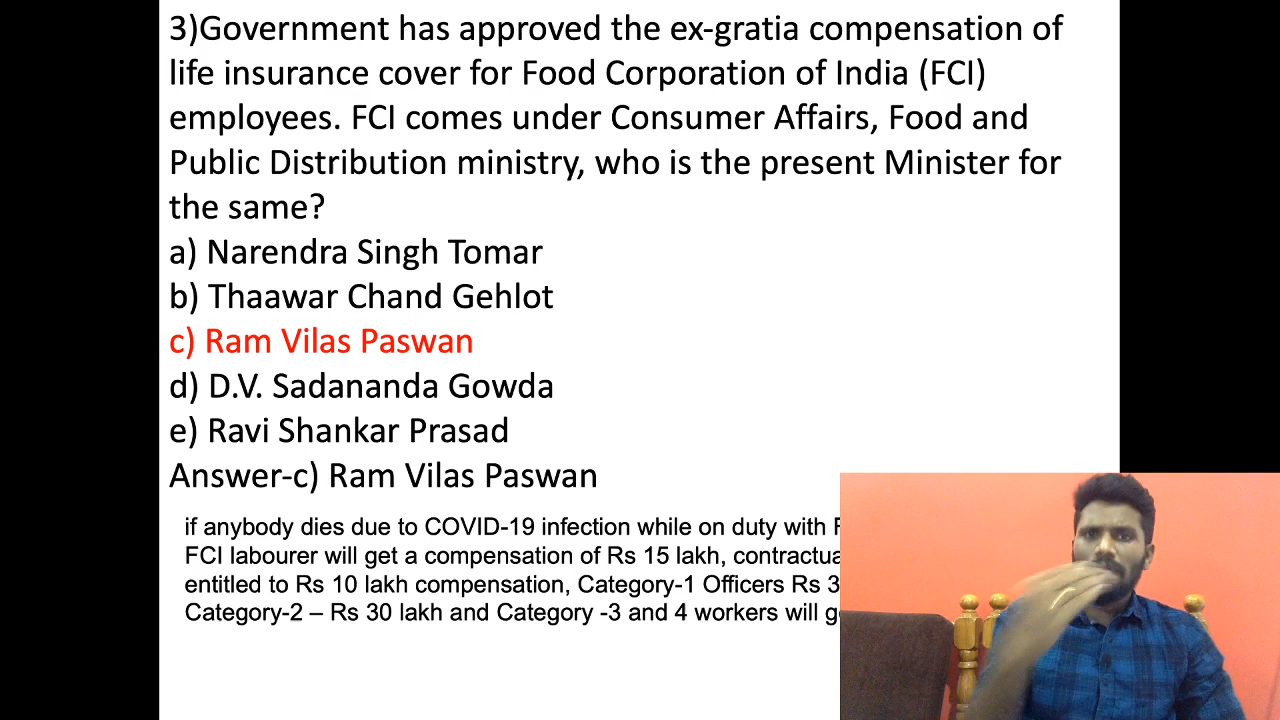 3)Government has approved the ex-gratia compensation of
life insurance cover for Food Corporation of India (FCI)
employees. FCI comes under Consumer Affairs, Food and
Public Distribution ministry, who is the present Minister for
the same?
a) Narendra Singh Tomar
b) Thaawar Chand Gehlot
c) Ram Vilas Paswan
d) D.V. Sadananda Gowda
e) Ravi Shankar Prasad
Answer-c) Ram Vilas Paswan
if anybody dies due to COVID-19 infection while on duty with
FCI labourer will get a compensation of Rs 15 lakh,
entitled to Rs 10 lakh compensation, Category-1 Officers Rs
Category-2 – Rs 30 lakh and Category -3 and 4 workers will